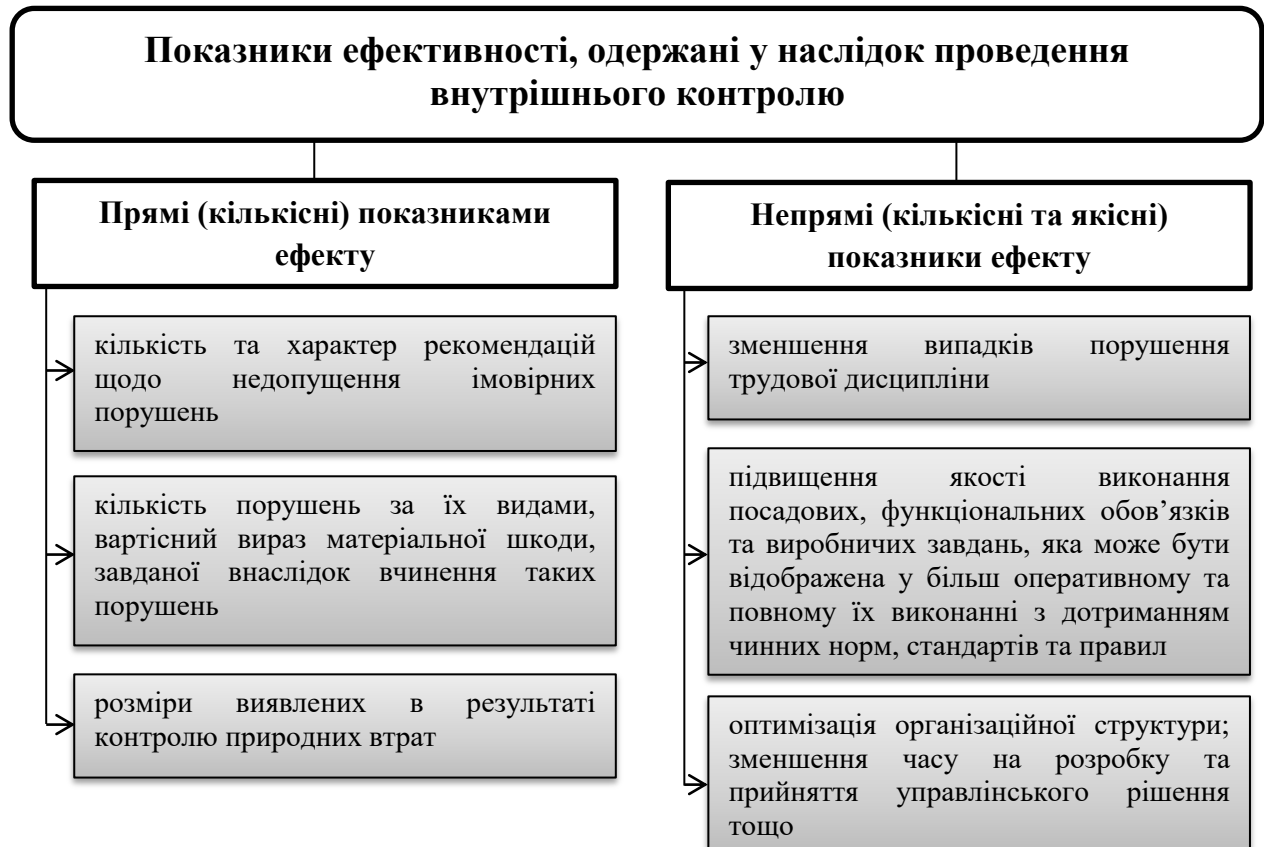 Показники ефективності, одержані у наслідок проведення
внутрішнього контролю
Прямі (кількісні) показниками
ефекту
кількість та характер рекомендацій
щодо недопущення імовірних
порушень
кількість порушень за їх видами,
вартісний вираз матеріальної шкоди,
завданої внаслідок вчинення таких
порушень
розміри виявлених в результаті
контролю природних втрат
Непрямі (кількісні та якісні)
показники ефекту
зменшення випадків порушення
трудової дисципліни
підвищення якості виконання
посадових, функціональних обов’язків
та виробничих завдань, яка може бути
відображена у більш оперативному та
повному їх виконанні з дотриманням
чинних норм, стандартів та правил
оптимізація організаційної структури;
зменшення часу на розробку та
прийняття управлінського рішення
тощо